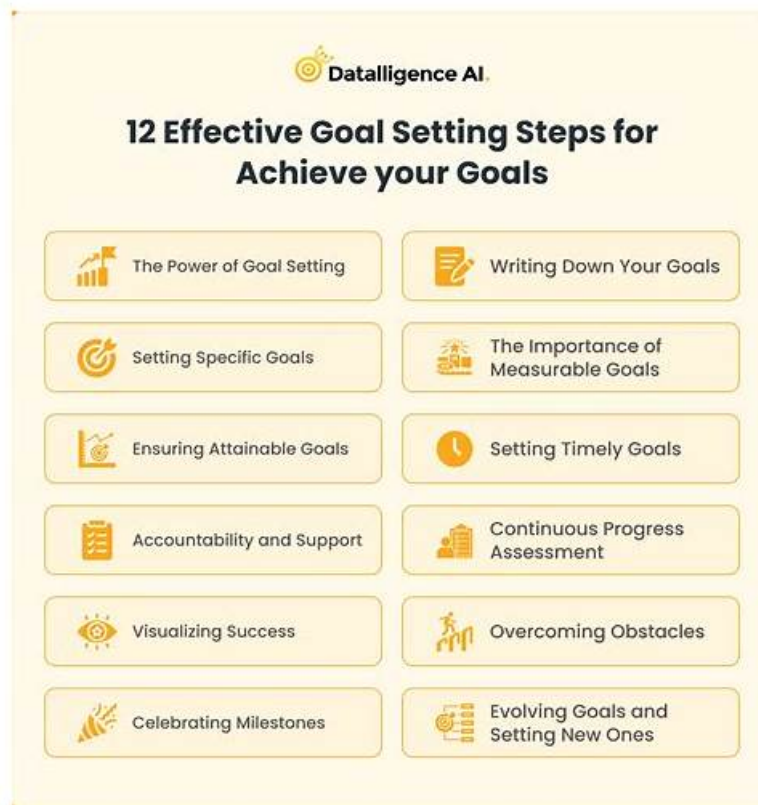 Datalligence AI.
12 Effective Goal Setting Steps for
Achieve your Goals
The Power of Goal Setting
Writing Down Your Goals
Setting Specific Goals
The Importance of
Measurable Goals
Ensuring Attainable Goals
Setting Timely Goals
Accountability and Support
Continuous Progress
Assessment
Visualizing Success
Overcoming Obstacles
Celebrating Milestones
Evolving Goals and
Setting New Ones